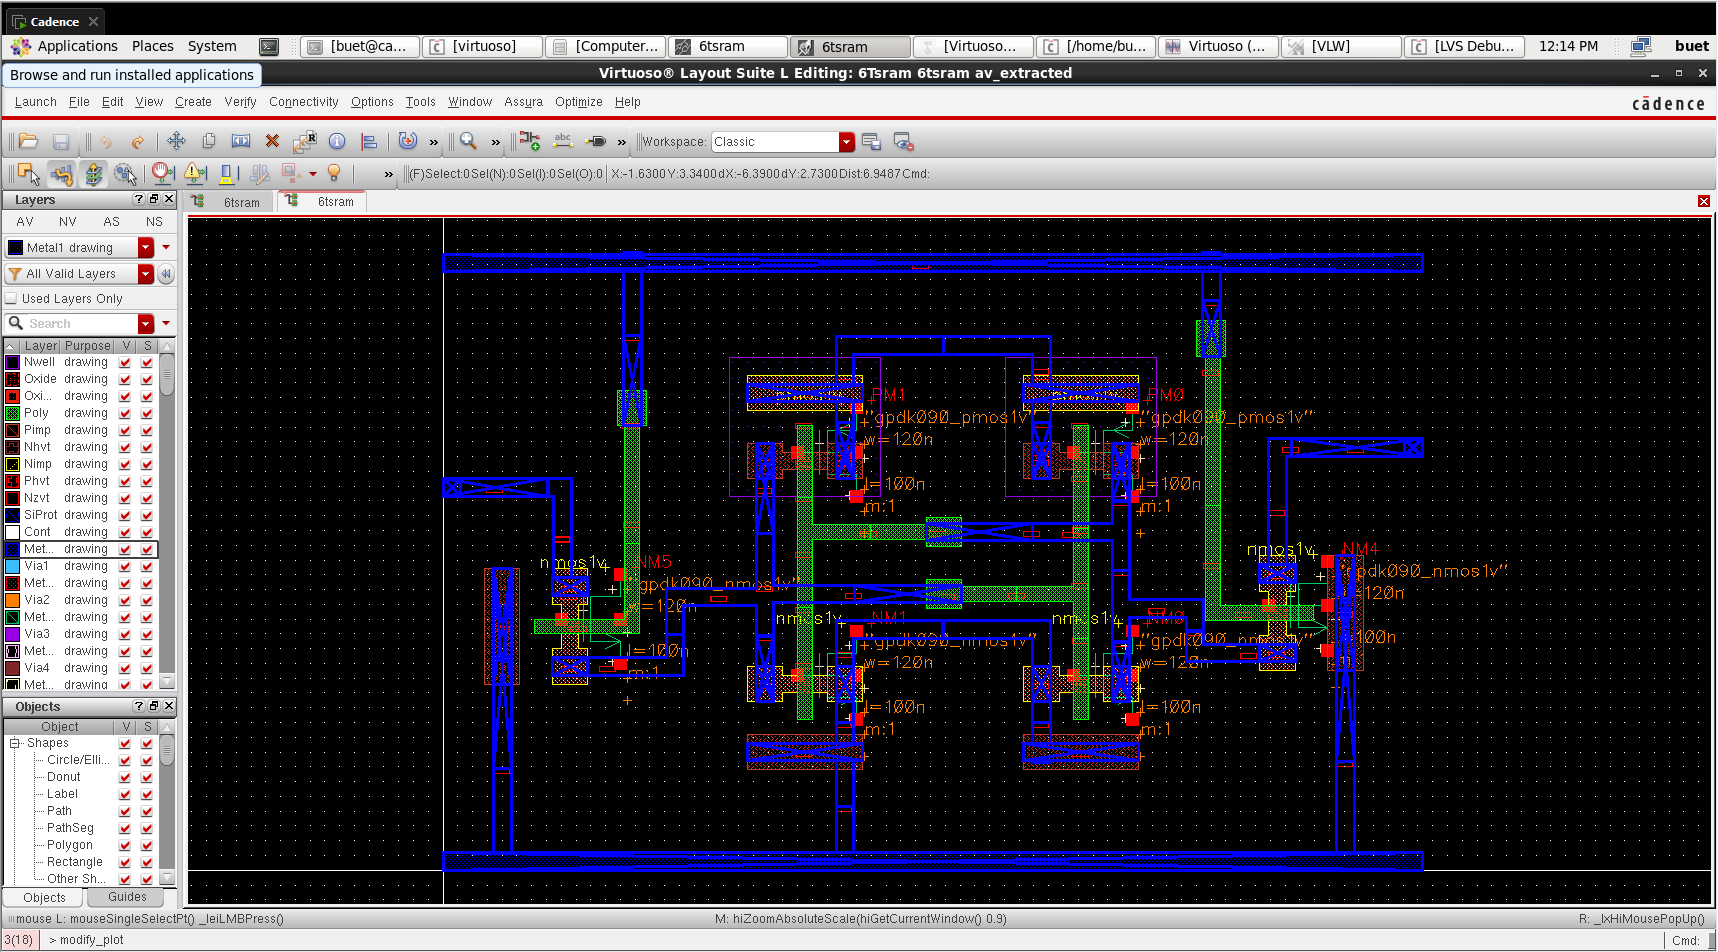 Cadence
Applications Places System [buet@ca... [virtuoso] [Computer... 6tsram 6tsram [Virtuoso... [/home/bu... Virtuoso (... [VLW] [LVS Debu... 12:14 PM buet
Browse and run installed applications
Virtuoso® Layout Suite L Editing: 6Tsram 6tsram av_extracted
Launch File Edit View Create Verify Connectivity Options Tools Window Assura Optimize Help
cādence
Workspace: Classic
(F)Select:0 Sel(N):0 Sel(I):0 Sel(O):0 X:-1.6300 Y:3.3400 dX:-6.3900 dY:2.7300 Dist:6.9487 Cmd:
Layers
6tsram 6tsram
AV NV AS NS
Metal1 drawing
All Valid Layers
Used Layers Only
Search
Layer Purpose V S
Nwell drawing
Oxide drawing
Oxi... drawing
Poly drawing
Pimp drawing
Nhvt drawing
Nimp drawing
Phvt drawing
Nzvt drawing
SiProt drawing
Cont drawing
Met... drawing
Via1 drawing
Met... drawing
Via2 drawing
Met... drawing
Via3 drawing
Met... drawing
Via4 drawing
Met... drawing
Objects
Object V S
Shapes
Circle/Elli...
Donut
Label
Path
PathSeg
Polygon
Rectangle
Other Sh...
Objects Guides
PM1
"gpdk090_pmos1v"
w=120n
l=100n
m:1
PM0
"gpdk090_pmos1v"
w=120n
l=100n
m:1
nmos1v
NM5
"gpdk090_nmos1v"
w=120n
l=100n
m:1
nmos1v
NM4
"gpdk090_nmos1v"
120n
100n
nmos1v
NM1
"gpdk090_nmos1v"
w=120n
l=100n
m:1
nmos1v
NM0
"gpdk090_nmos1v"
w=120n
l=100n
m:1
mouse L: mouseSingleSelectPt() _leiLMBPress()
M: hiZoomAbsoluteScale(hiGetCurrentWindow() 0.9)
R: _lxHiMousePopUp()
3(18) > modify_plot
Cmd: